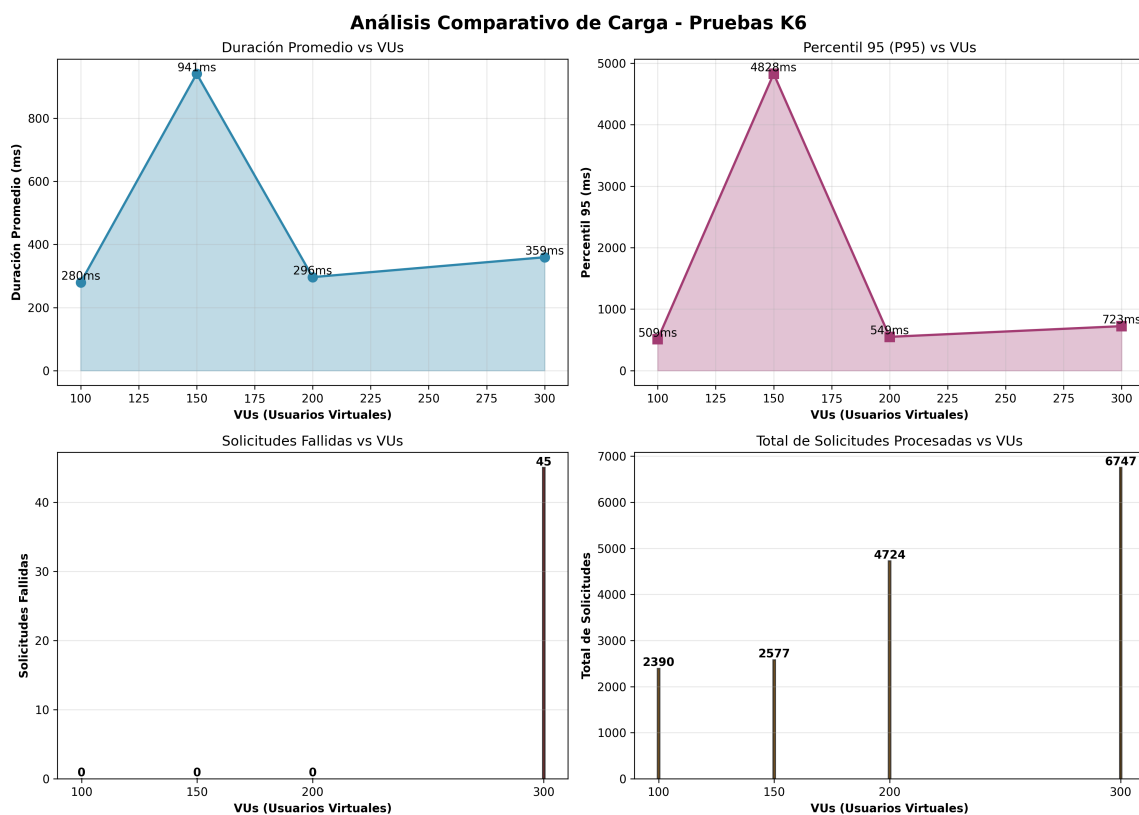 Análisis Comparativo de Carga - Pruebas K6
Duración Promedio vs VUs
Duración Promedio (ms)
800
600
400
200
0
941ms
280ms
296ms
359ms
100 125 150 175 200 225 250 275 300
VUs (Usuarios Virtuales)
Percentil 95 (P95) vs VUs
Percentil 95 (ms)
5000
4000
3000
2000
1000
0
4828ms
509ms
549ms
723ms
100 125 150 175 200 225 250 275 300
VUs (Usuarios Virtuales)
Solicitudes Fallidas vs VUs
Solicitudes Fallidas
40
30
20
10
0
0
0
0
45
100 150 200 300
VUs (Usuarios Virtuales)
Total de Solicitudes Procesadas vs VUs
Total de Solicitudes
7000
6000
5000
4000
3000
2000
1000
0
2390
2577
4724
6747
100 150 200 300
VUs (Usuarios Virtuales)